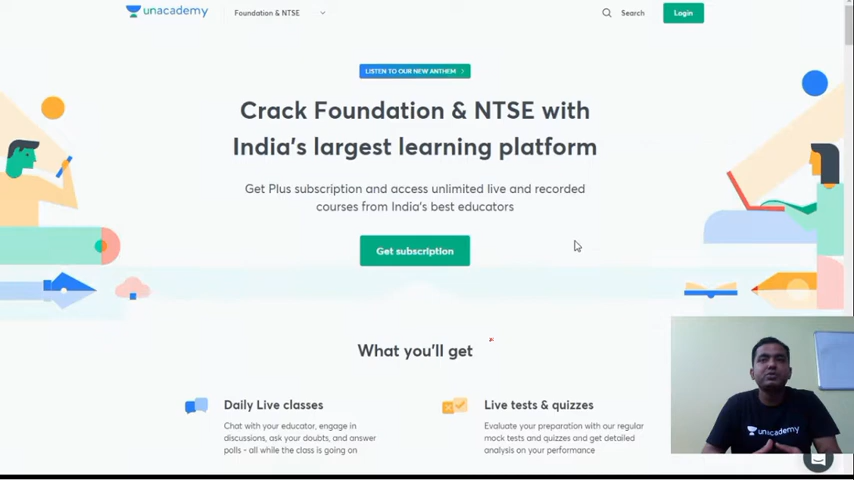 unacademy
Foundation & NTSE
Search
Login
LISTEN TO OUR NEW ANTHEM
Crack Foundation & NTSE with
India's largest learning platform
Get Plus subscription and access unlimited live and recorded
courses from India's best educators
Get subscription
What you'll get
Daily Live classes
Chat with your educator, engage in
discussions, ask your doubts, and answer
polls - all while the class is going on
Live tests & quizzes
Evaluate your preparation with our regular
mock tests and quizzes and get detailed
analysis on your performance
unacademy